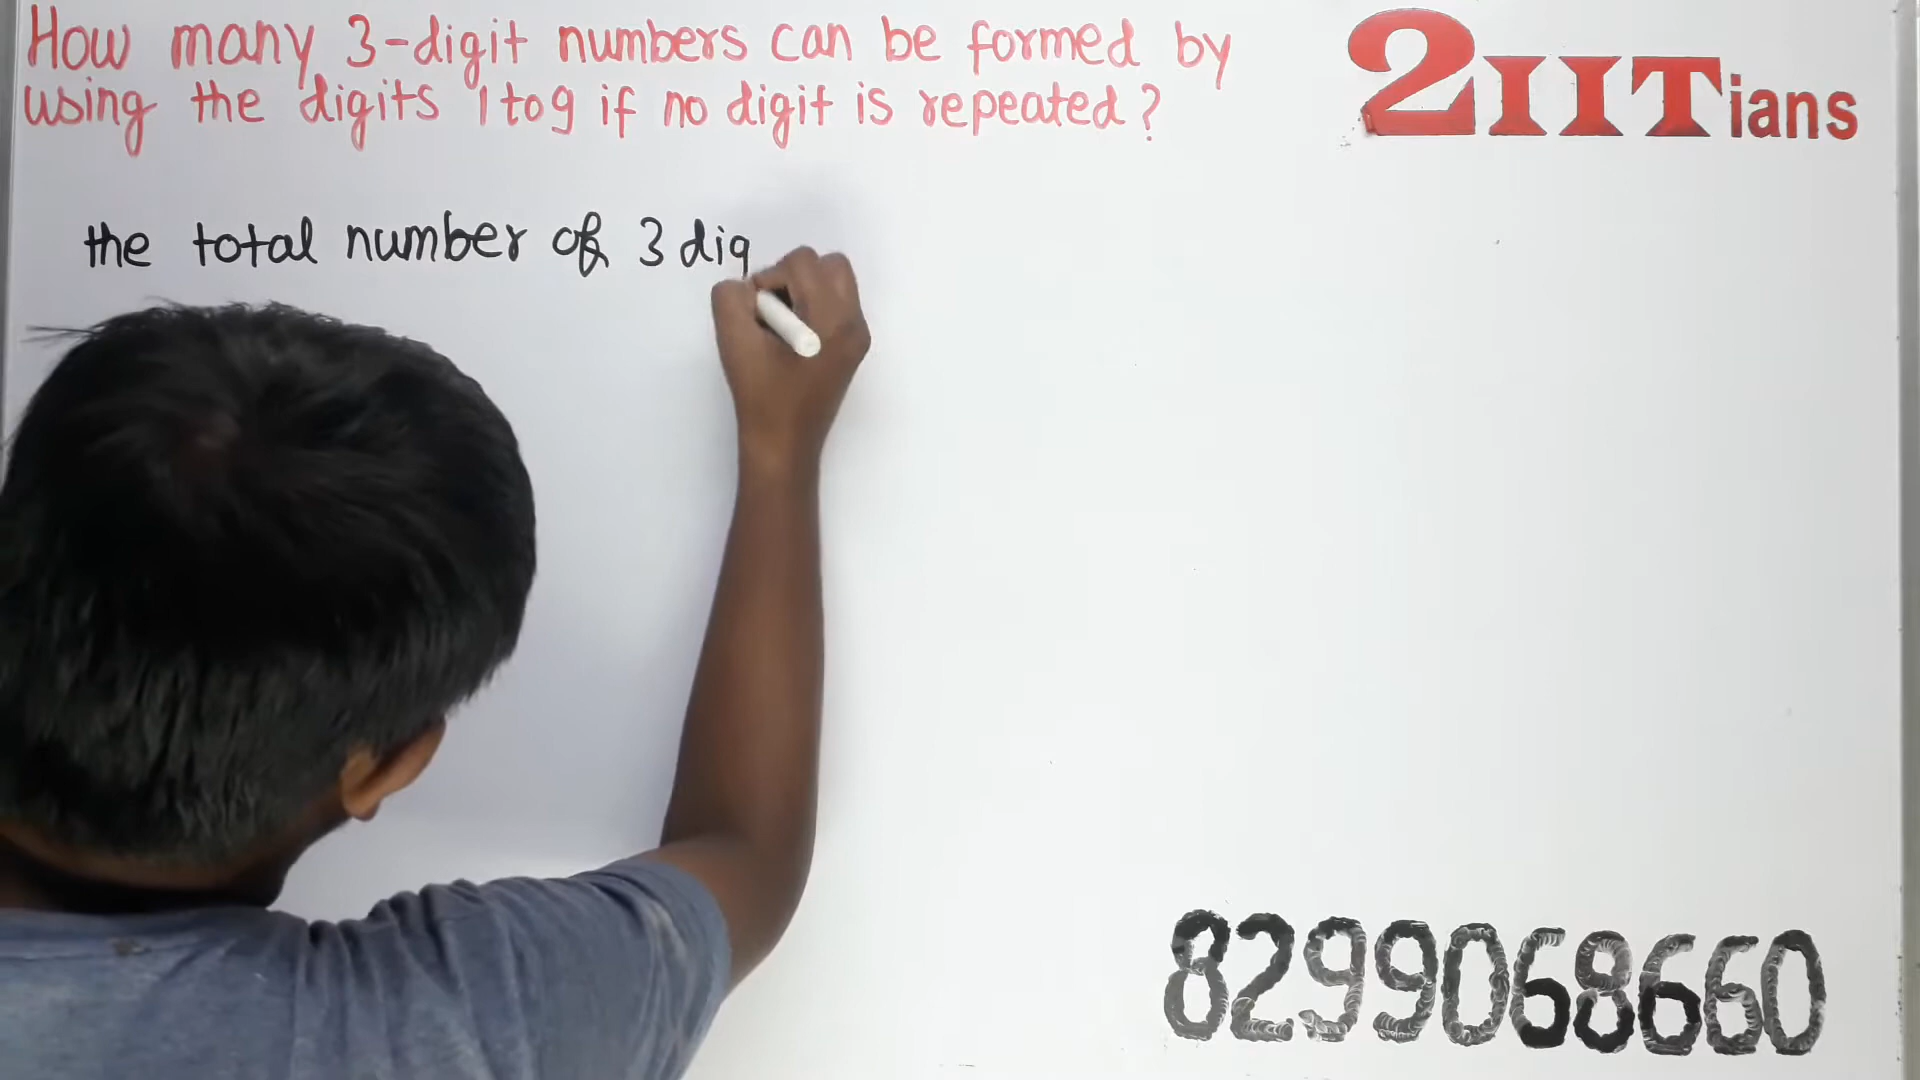 How many 3-digit numbers can be formed by
using the digits 1 to 9 if no digit is repeated?
2IITians
the total number of 3 dig
8299068660